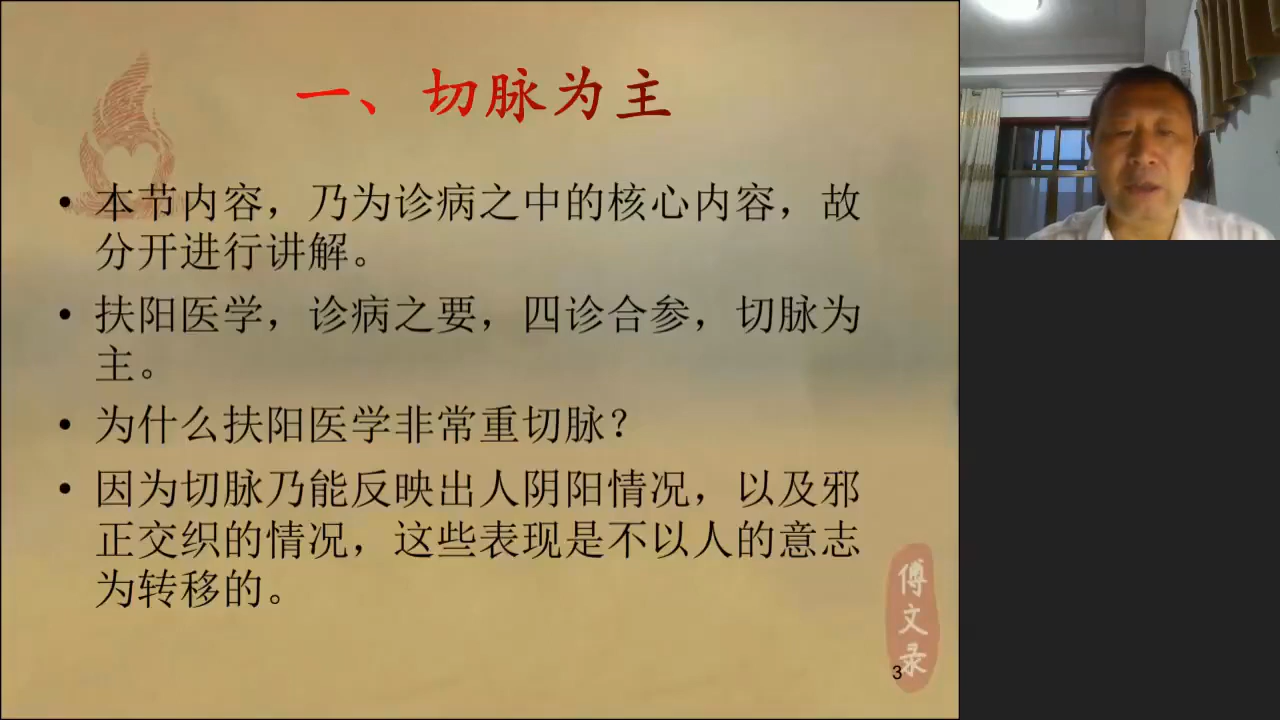 一、切脉为主
• 本节内容，乃为诊病之中的核心内容，故
分开进行讲解。
• 扶阳医学，诊病之要，四诊合参，切脉为
主。
• 为什么扶阳医学非常重切脉？
• 因为切脉乃能反映出人阴阳情况，以及邪
正交织的情况，这些表现是不以人的意志
为转移的。
傅文录
3